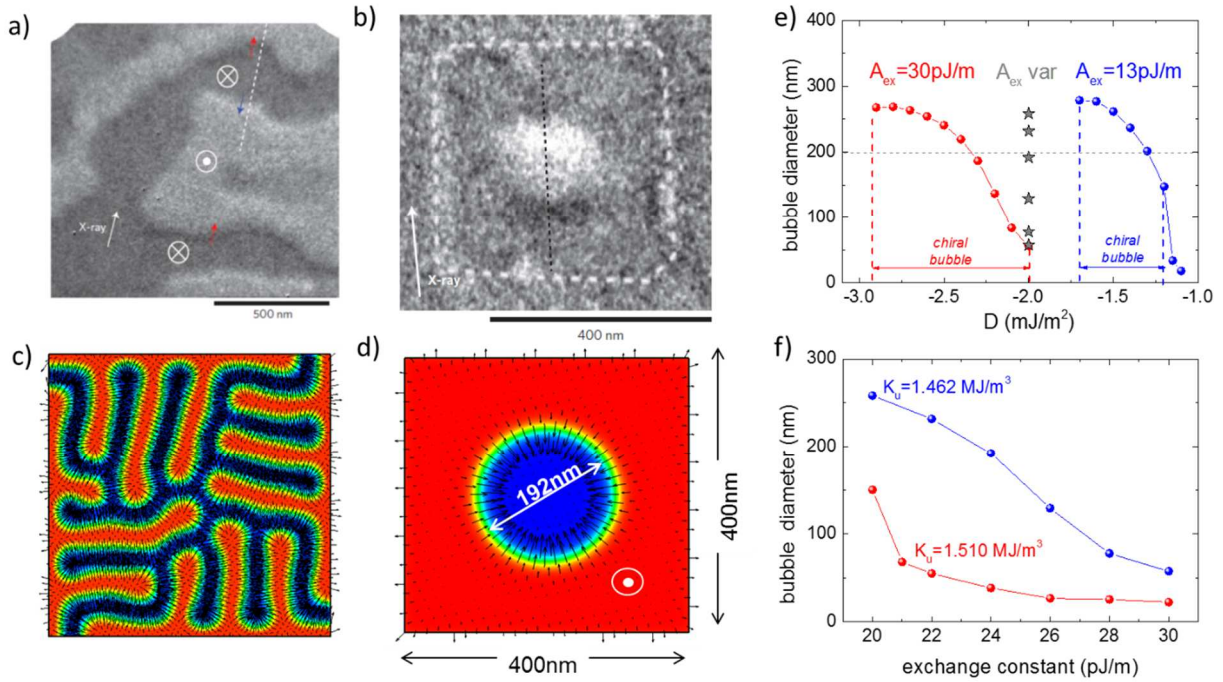 a)
X-ray
500 nm
b)
X-ray
400 nm
c)
d)
192nm
400nm
400nm
e)
bubble diameter (nm)
400
300
200
100
0
A_ex=30pJ/m
A_ex var
A_ex=13pJ/m
chiral
bubble
chiral
bubble
-3.0
-2.5
-2.0
-1.5
-1.0
D (mJ/m²)
f)
bubble diameter (nm)
300
200
100
0
K_u=1.462 MJ/m³
K_u=1.510 MJ/m³
20
22
24
26
28
30
exchange constant (pJ/m)